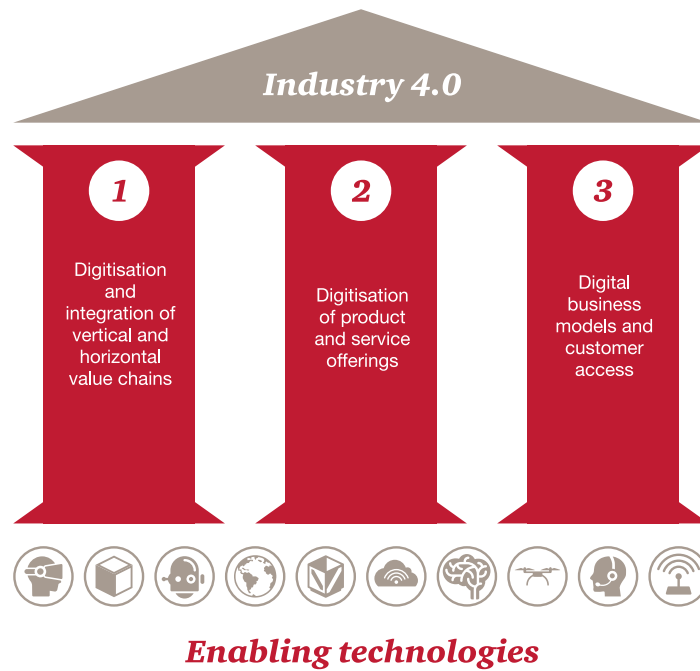 Industry 4.0
1
Digitisation
and
integration of
vertical and
horizontal
value chains
2
Digitisation
of product
and service
offerings
3
Digital
business
models and
customer
access
Enabling technologies